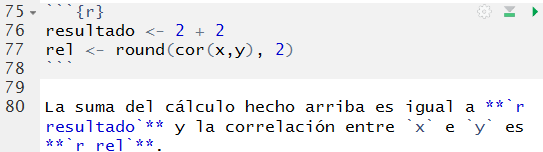 75 ```{r}
76 resultado <- 2 + 2
77 rel <- round(cor(x,y), 2)
78 ```
79
80 La suma del cálculo hecho arriba es igual a **`r
resultado`** y la correlación entre `x` e `y` es
**`r rel`**.